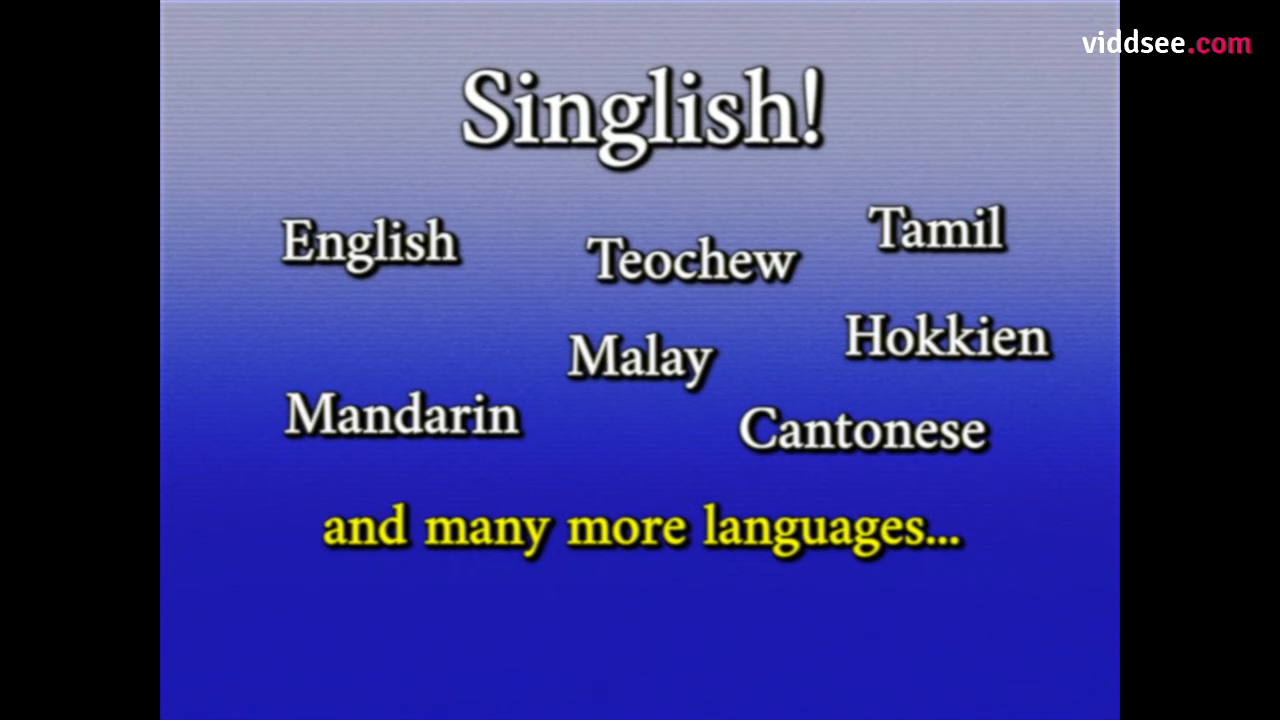 viddsee.com
Singlish!
English
Teochew
Tamil
Malay
Hokkien
Mandarin
Cantonese
and many more languages...